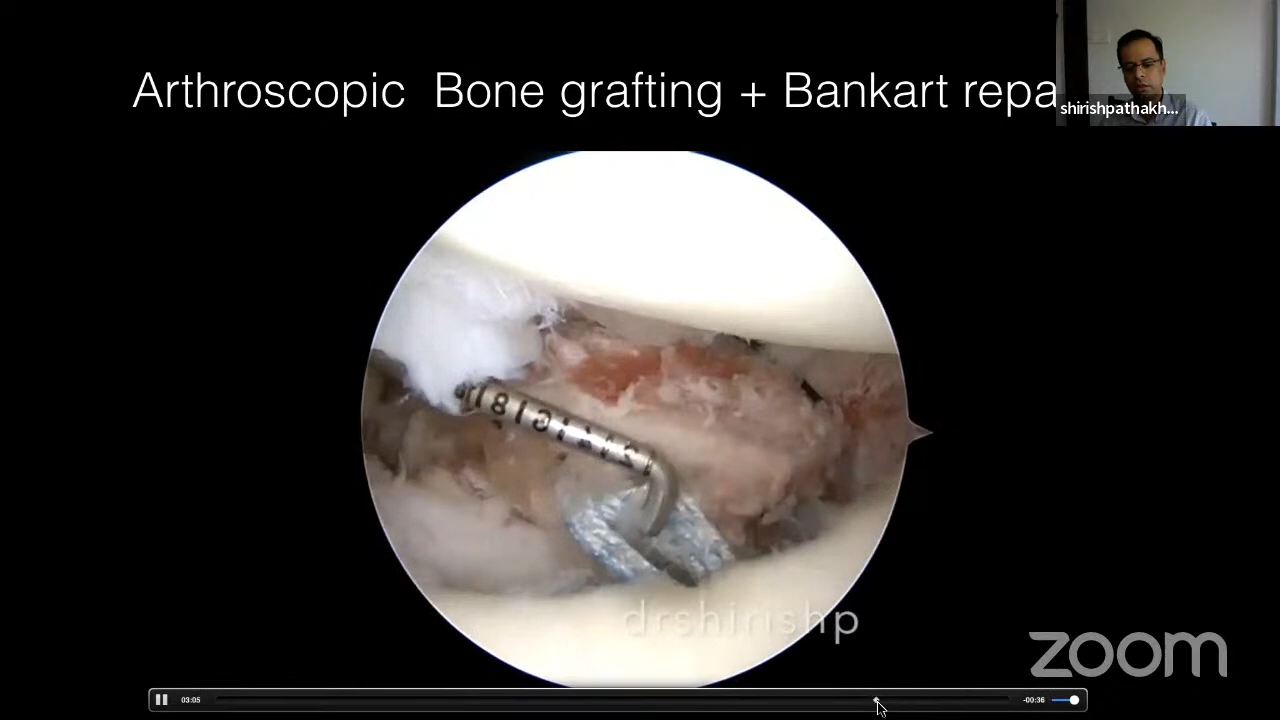 Arthroscopic Bone grafting + Bankart repa
shirishpathakh...
drshirishp
zoom
03:05
-00:36